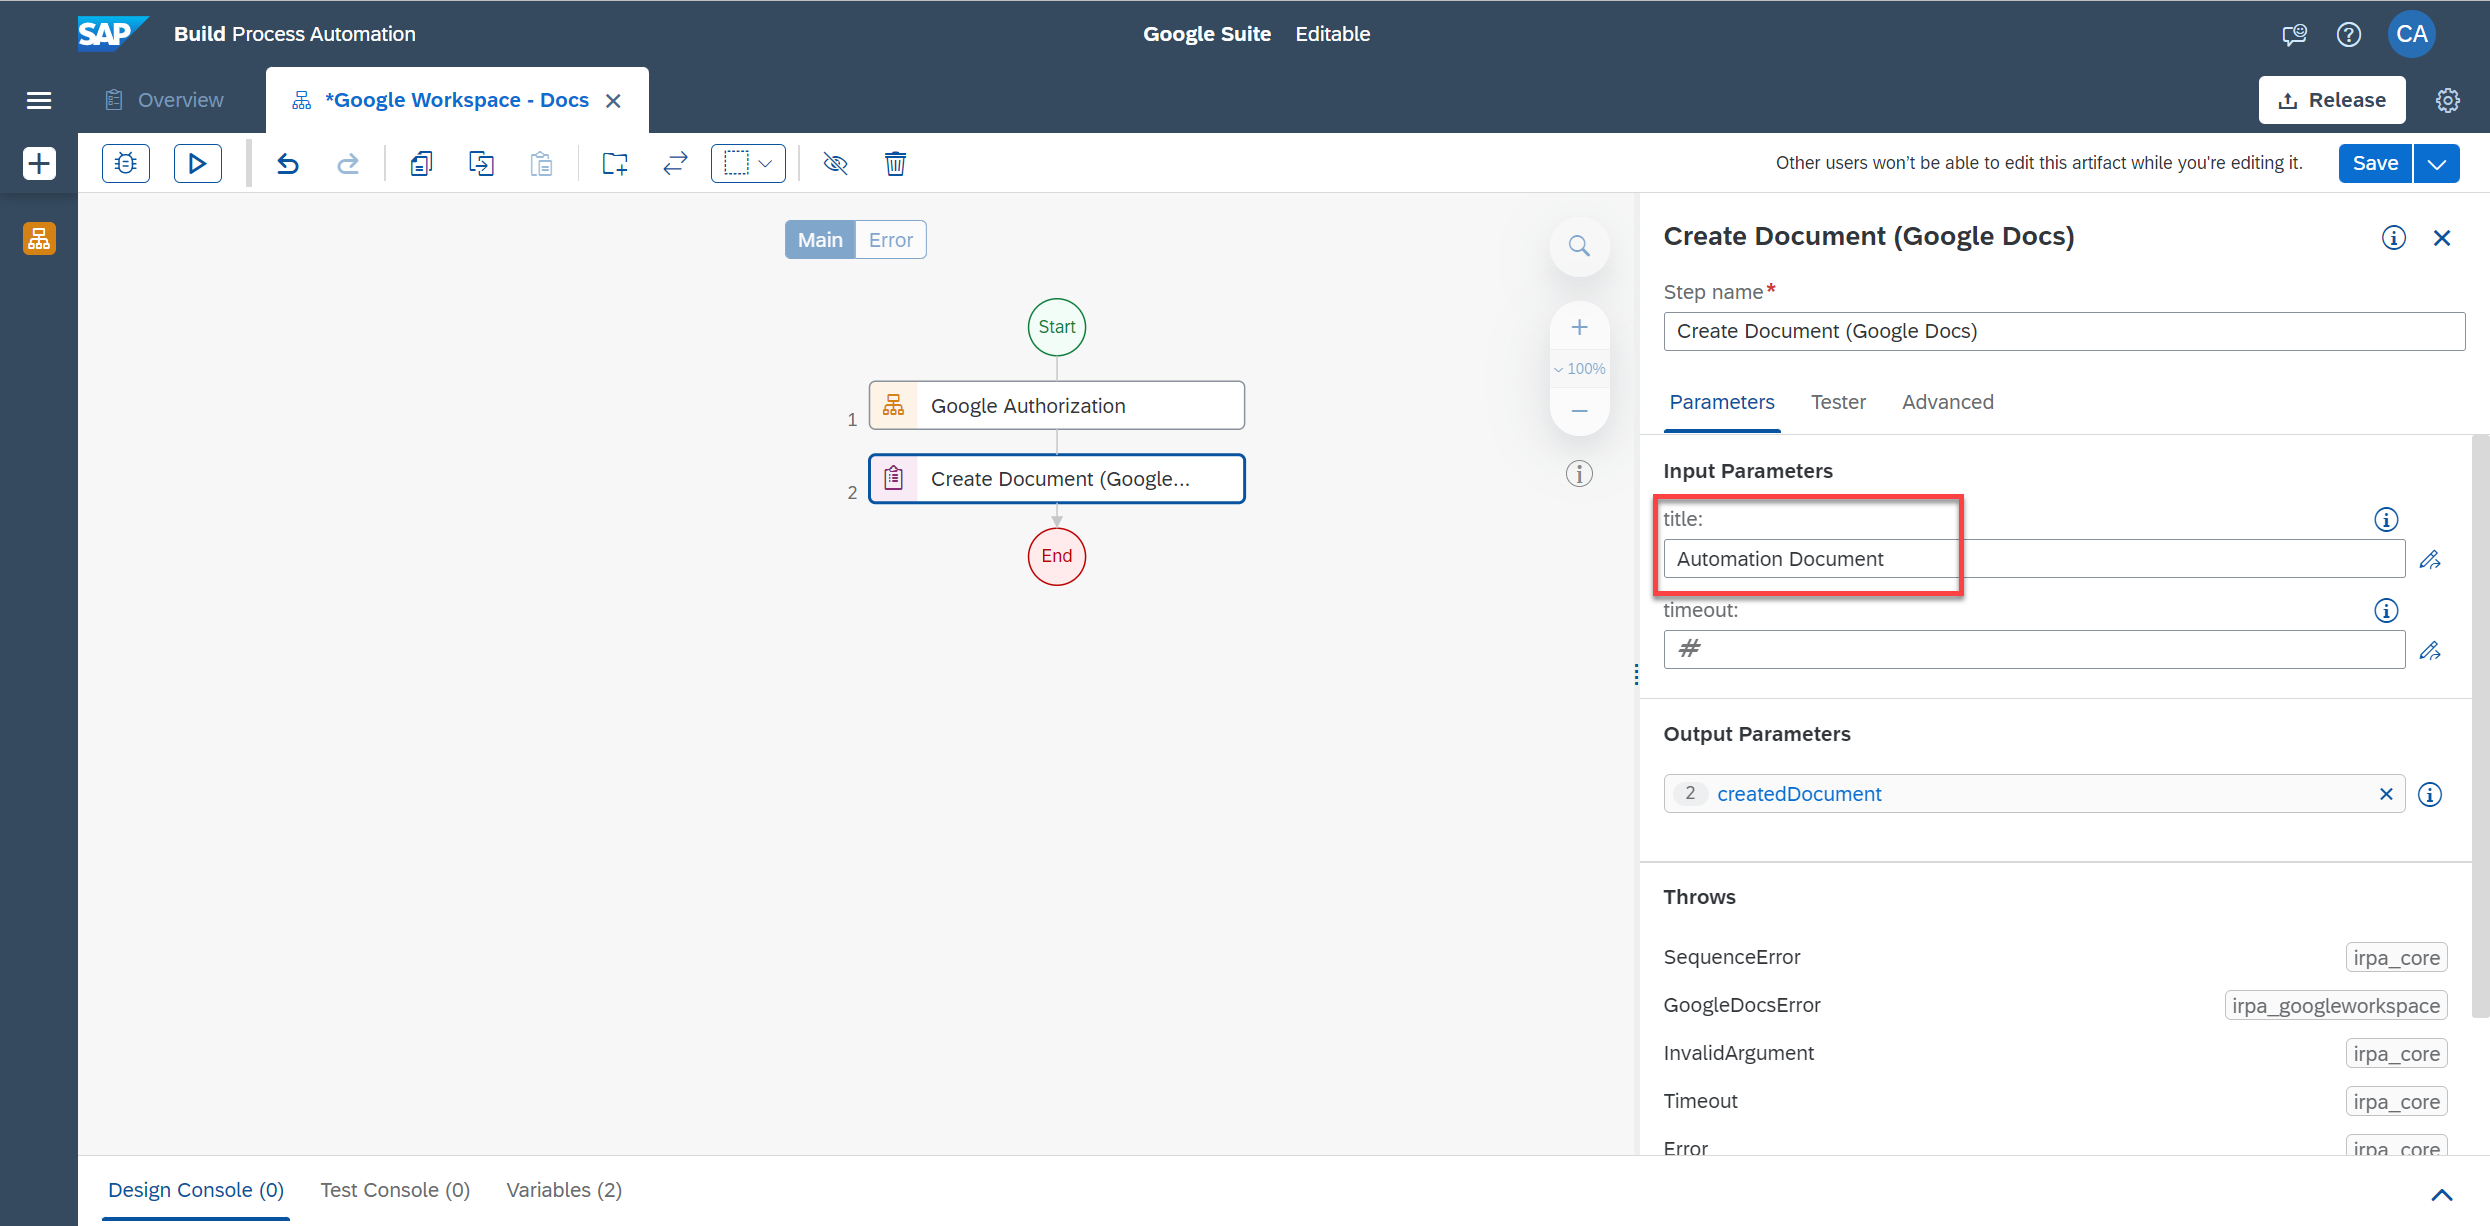 SAP Build Process Automation
Google Suite Editable
CA
Overview
*Google Workspace - Docs
Release
Other users won't be able to edit this artifact while you're editing it.
Save
Main Error
Start
1 Google Authorization
2 Create Document (Google...
End
100%
Create Document (Google Docs)
Step name*
Create Document (Google Docs)
Parameters Tester Advanced
Input Parameters
title:
Automation Document
timeout:
#
Output Parameters
2 createdDocument
Throws
SequenceError irpa_core
GoogleDocsError irpa_googleworkspace
InvalidArgument irpa_core
Timeout irpa_core
Error irpa_core
Design Console (0) Test Console (0) Variables (2)